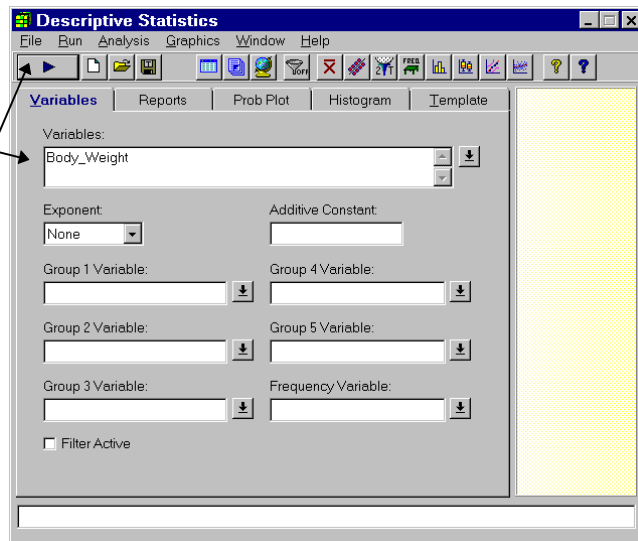 Descriptive Statistics
File Run Analysis Graphics Window Help
OFF FREQ
Variables Reports Prob Plot Histogram Template
Variables:
Body_Weight
Exponent: Additive Constant:
None
Group 1 Variable: Group 4 Variable:
Group 2 Variable: Group 5 Variable:
Group 3 Variable: Frequency Variable:
Filter Active